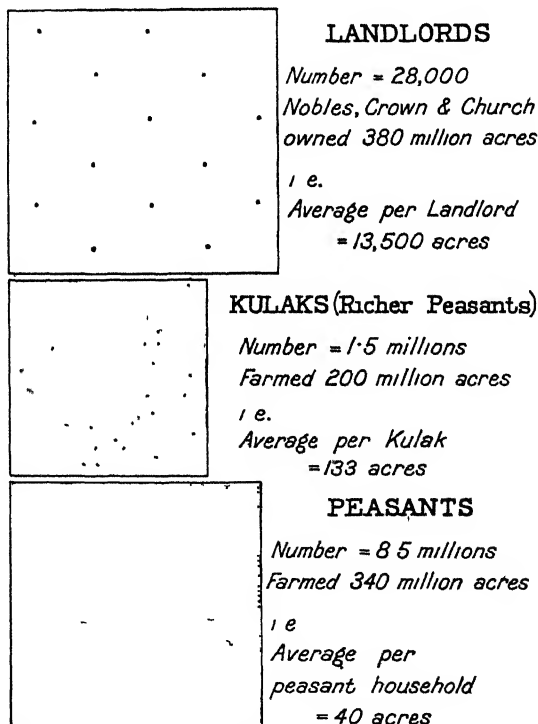 LANDLORDS
Number = 28,000
Nobles, Crown & Church
owned 380 million acres
i e.
Average per Landlord
= 13,500 acres
KULAKS (Richer Peasants)
Number = 1·5 millions
Farmed 200 million acres
i e.
Average per Kulak
= 133 acres
PEASANTS
Number = 8 5 millions
Farmed 340 million acres
i e
Average per
peasant household
= 40 acres